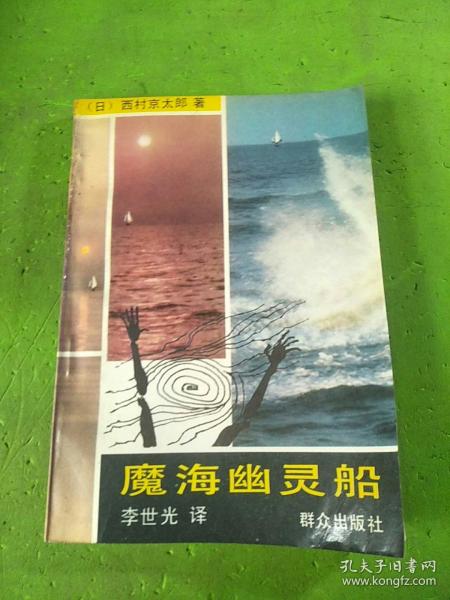 （日）西村京太郎 著
魔海幽灵船
李世光 译 群众出版社
孔夫子旧书网
www.kongfz.com